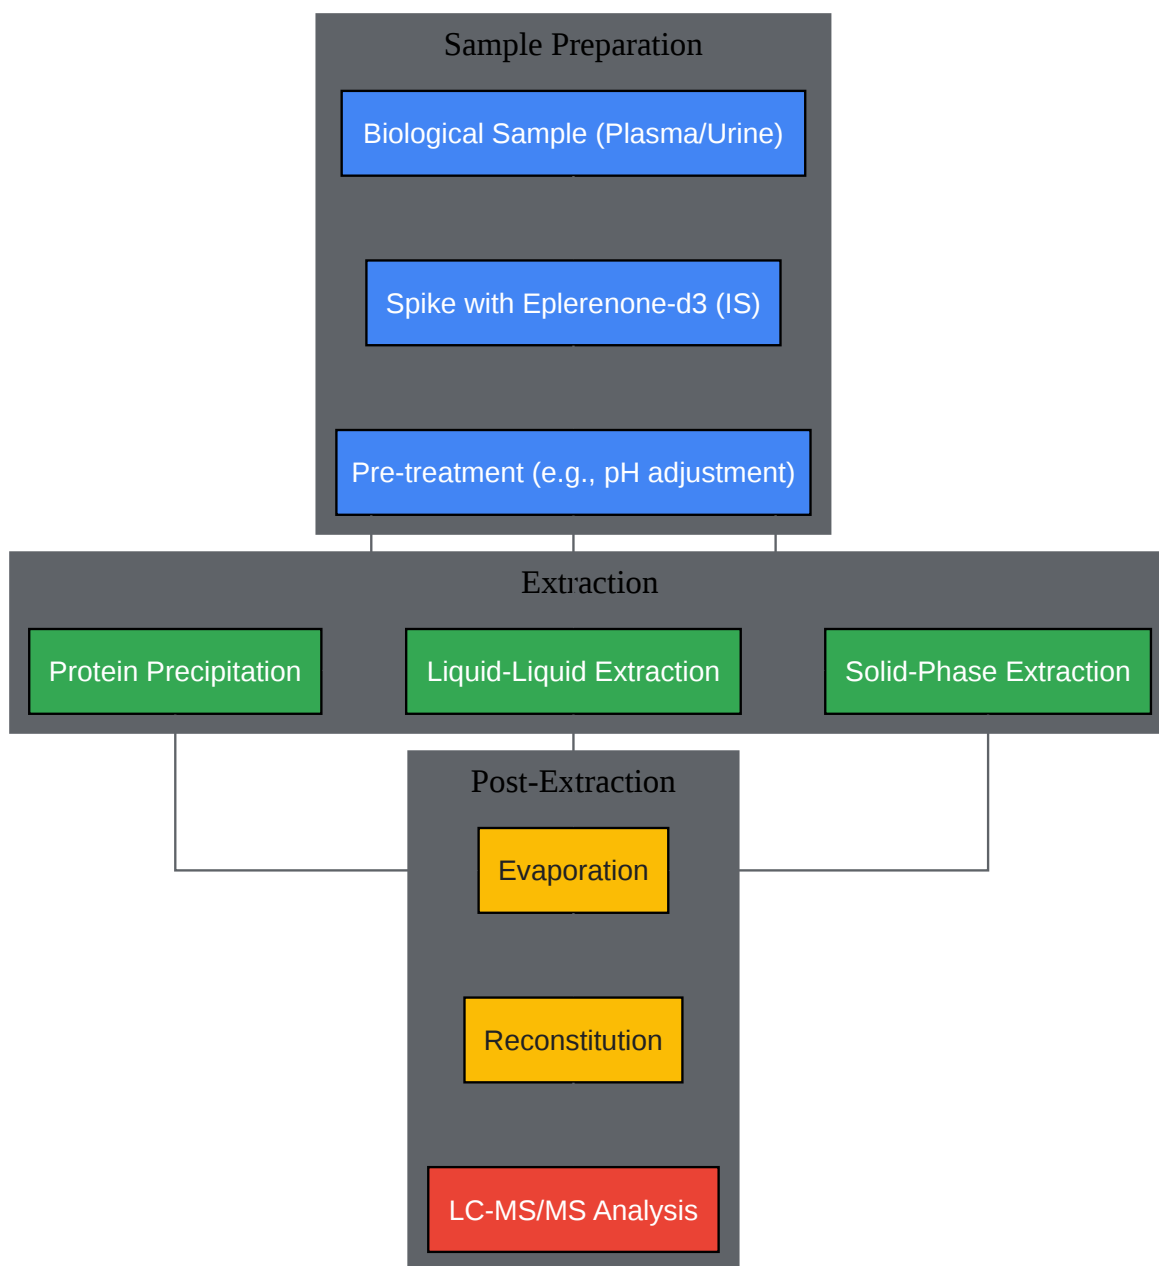 Sample Preparation
Biological Sample (Plasma/Urine)
Spike with Eplerenone-d3 (IS)
Pre-treatment (e.g., pH adjustment)
Extraction
Protein Precipitation
Liquid-Liquid Extraction
Solid-Phase Extraction
Post-Extraction
Evaporation
Reconstitution
LC-MS/MS Analysis